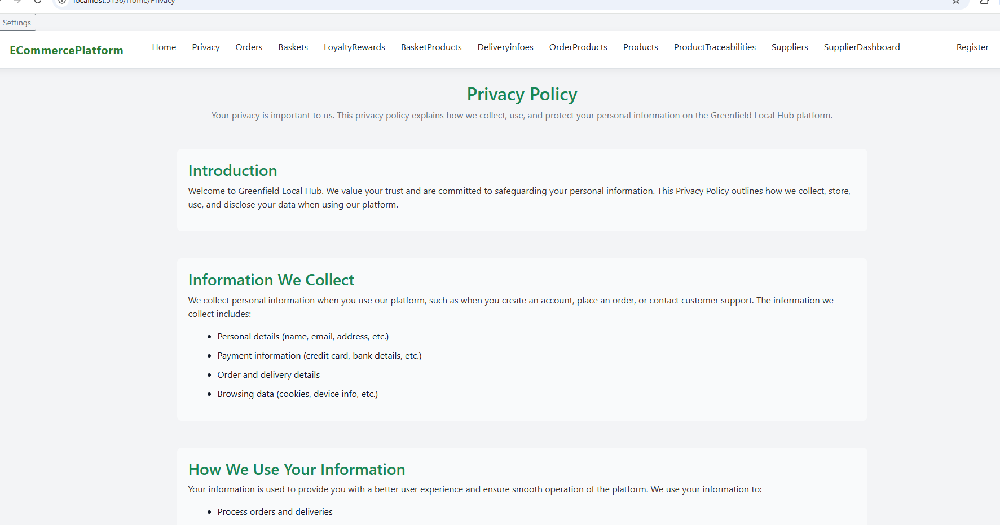 Settings
ECommercePlatform Home Privacy Orders Baskets LoyaltyRewards BasketProducts Deliveryinfoes OrderProducts Products ProductTraceabilities Suppliers SupplierDashboard Register
Privacy Policy
Your privacy is important to us. This privacy policy explains how we collect, use, and protect your personal information on the Greenfield Local Hub platform.
Introduction
Welcome to Greenfield Local Hub. We value your trust and are committed to safeguarding your personal information. This Privacy Policy outlines how we collect, store,
use, and disclose your data when using our platform.
Information We Collect
We collect personal information when you use our platform, such as when you create an account, place an order, or contact customer support. The information we
collect includes:
• Personal details (name, email, address, etc.)
• Payment information (credit card, bank details, etc.)
• Order and delivery details
• Browsing data (cookies, device info, etc.)
How We Use Your Information
Your information is used to provide you with a better user experience and ensure smooth operation of the platform. We use your information to:
• Process orders and deliveries